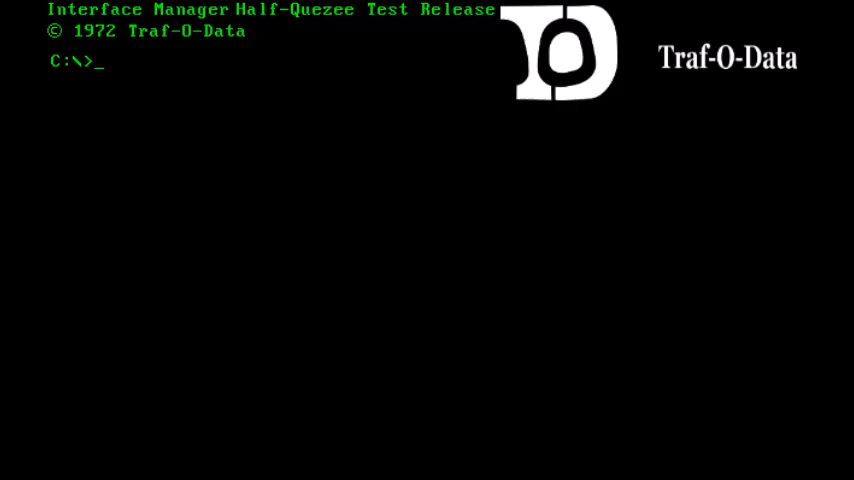 Interface Manager Half-Quezee Test Release
© 1972 Traf-O-Data
Traf-O-Data
C:\>_